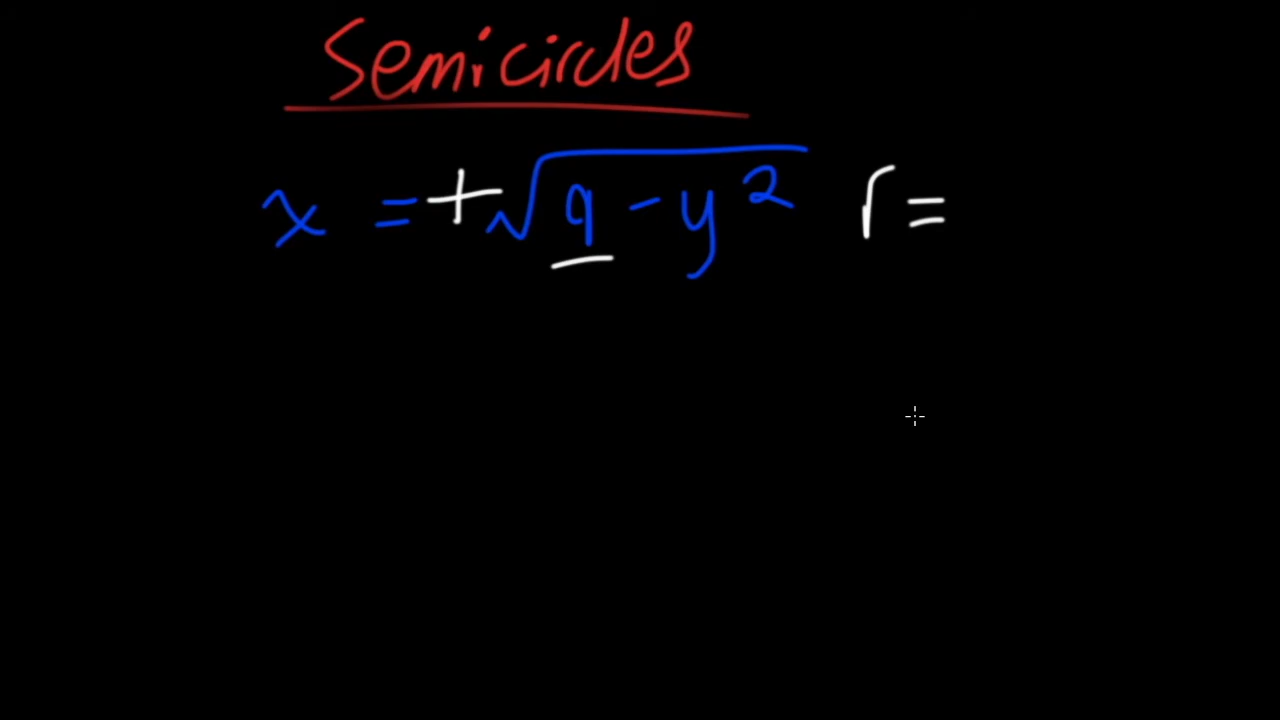 Semicircles
x = +√9 - y² r =